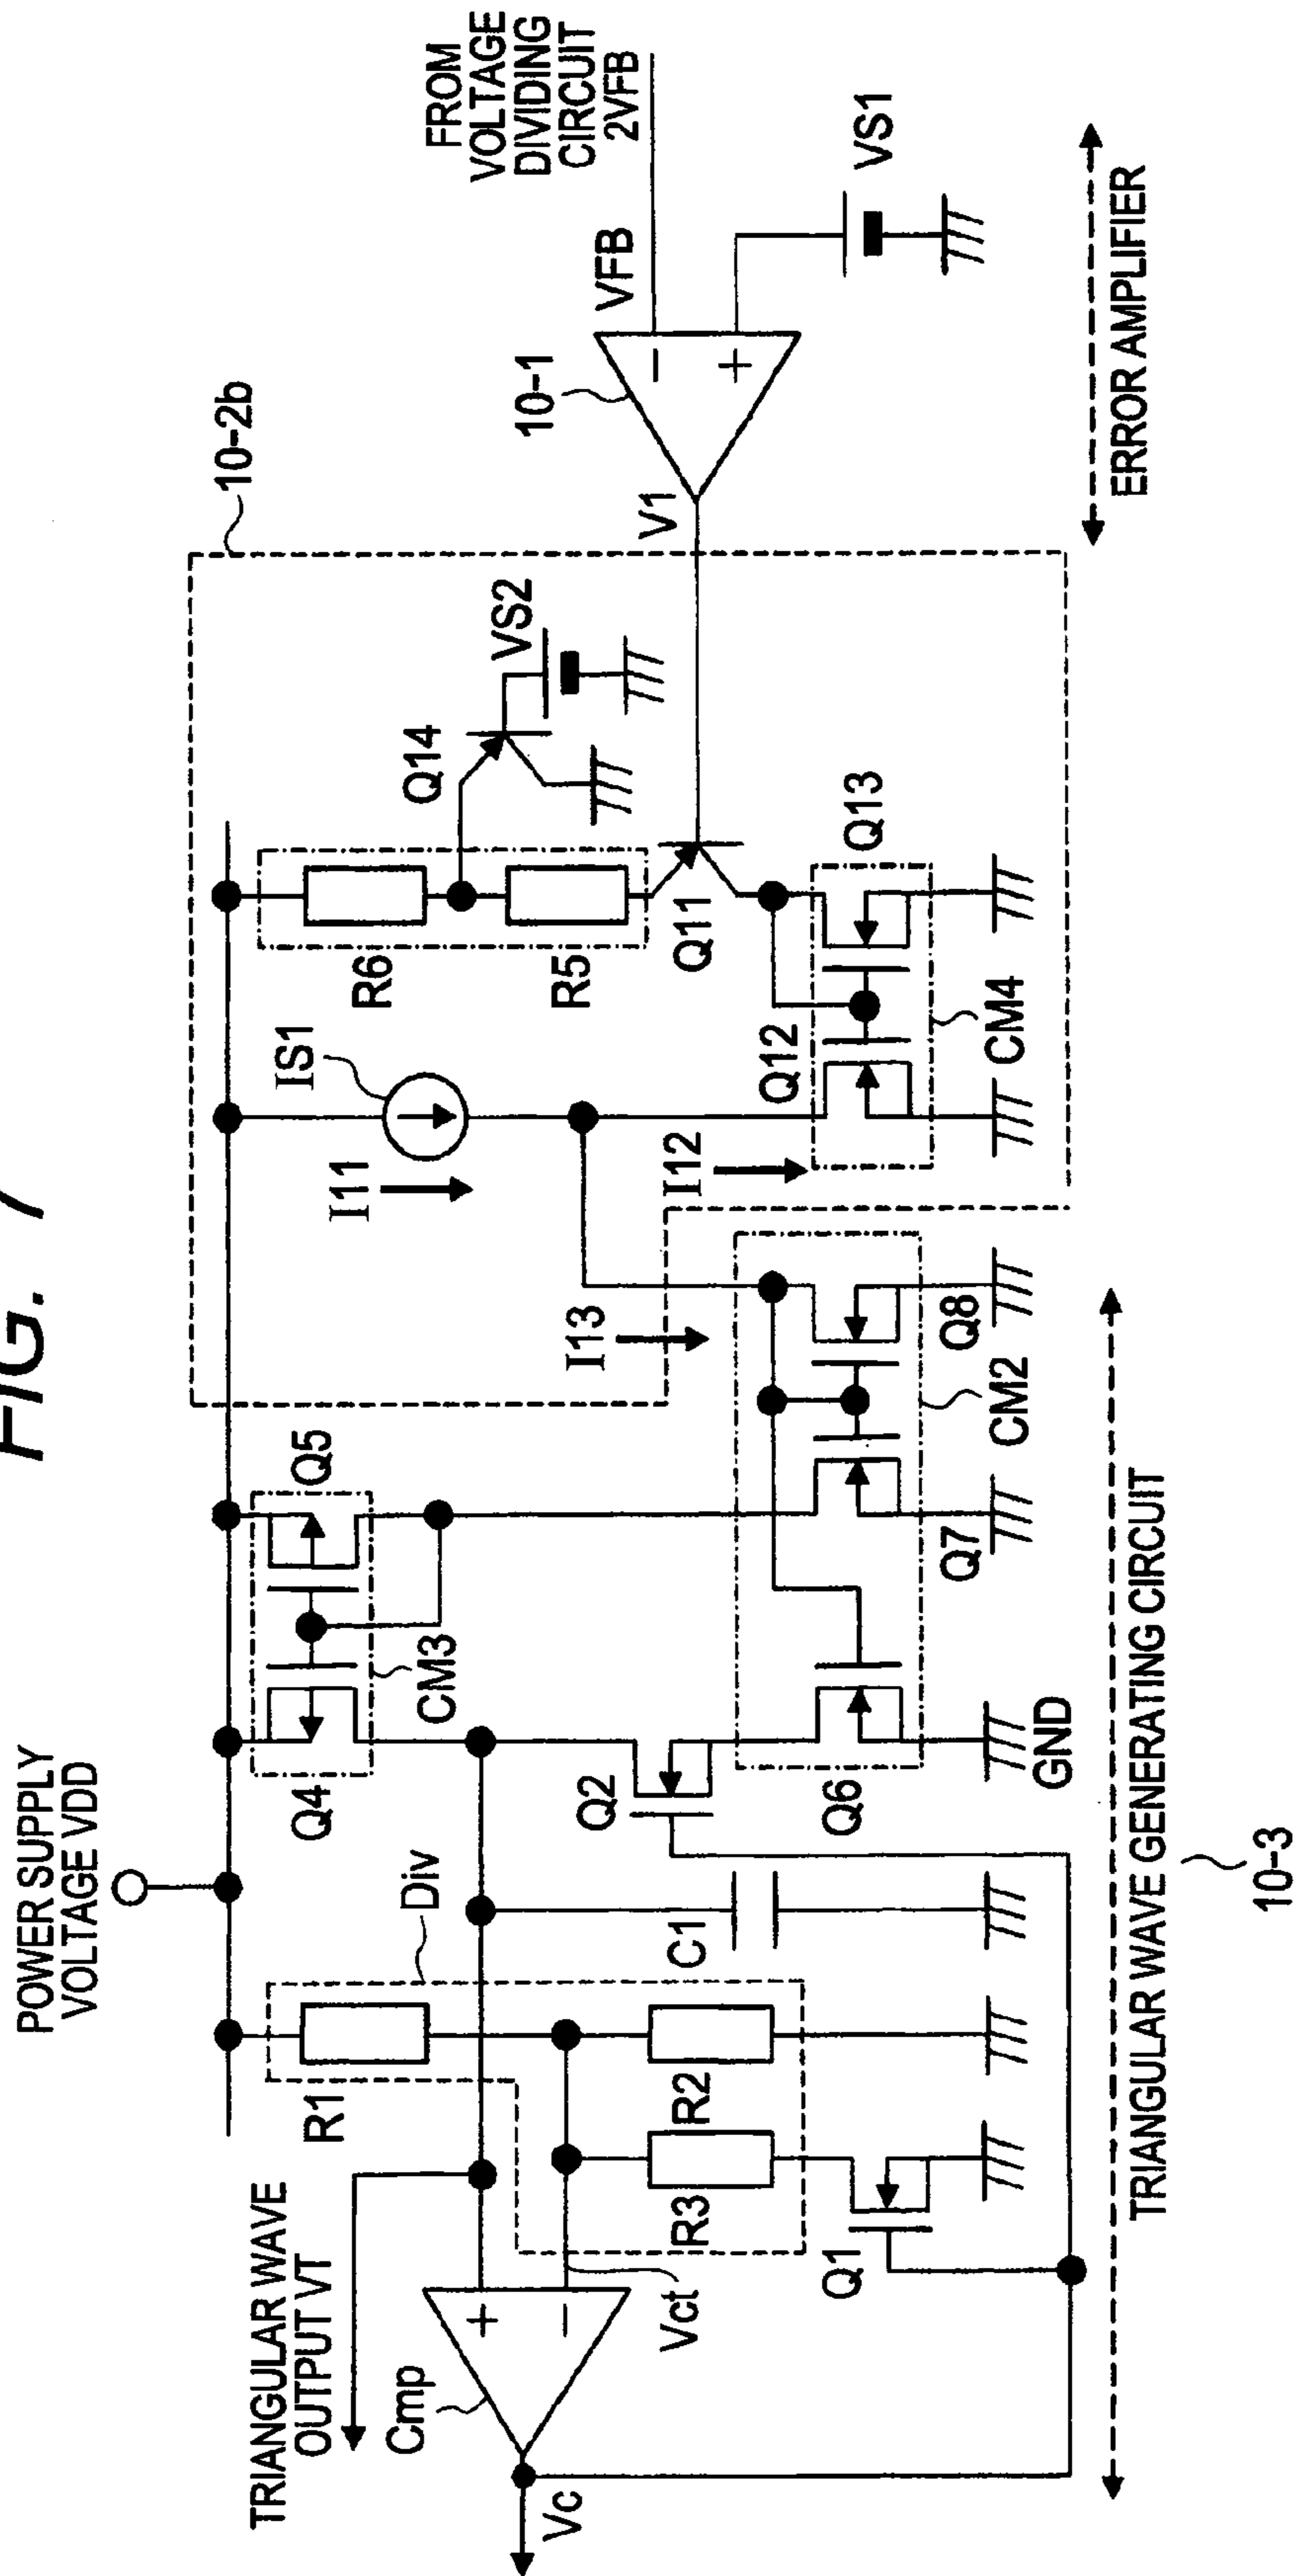 FIG. 7
POWER SUPPLY
VOLTAGE VDD
TRIANGULAR WAVE
OUTPUT VT
Cmp
Vc
Vct
R1
Div
R3
R2
Q1
C1
Q4
Q5
CM3
Q2
Q6
GND
Q7
Q8
CM2
I13
I11
IS1
I12
Q12
Q13
CM4
R6
R5
Q11
Q14
VS2
10-2b
V1
10-1
VFB
FROM
VOLTAGE
DIVIDING
CIRCUIT
2VFB
VS1
+
−
−
+
TRIANGULAR WAVE GENERATING CIRCUIT
10-3
ERROR AMPLIFIER